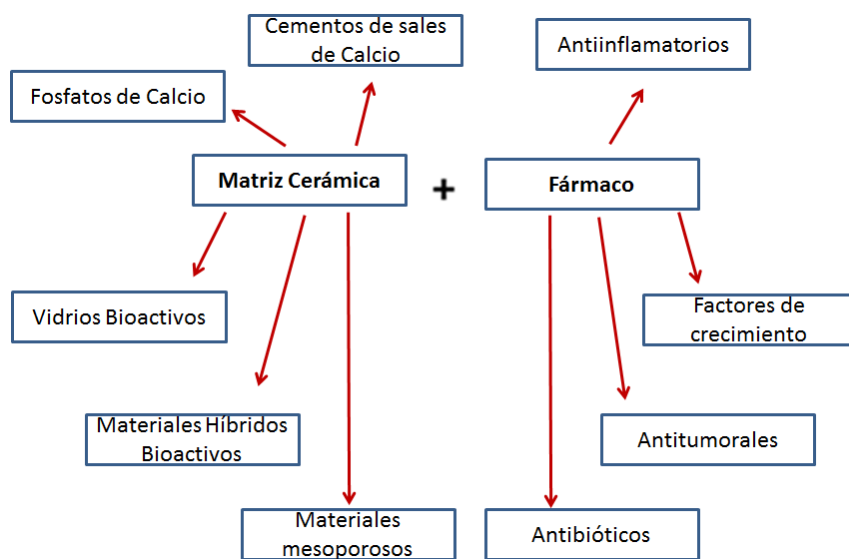 Cementos de sales
de Calcio
Antiinflamatorios
Fosfatos de Calcio
Matriz Cerámica
+
Fármaco
Vidrios Bioactivos
Factores de
crecimiento
Materiales Híbridos
Bioactivos
Antitumorales
Materiales
mesoporosos
Antibióticos